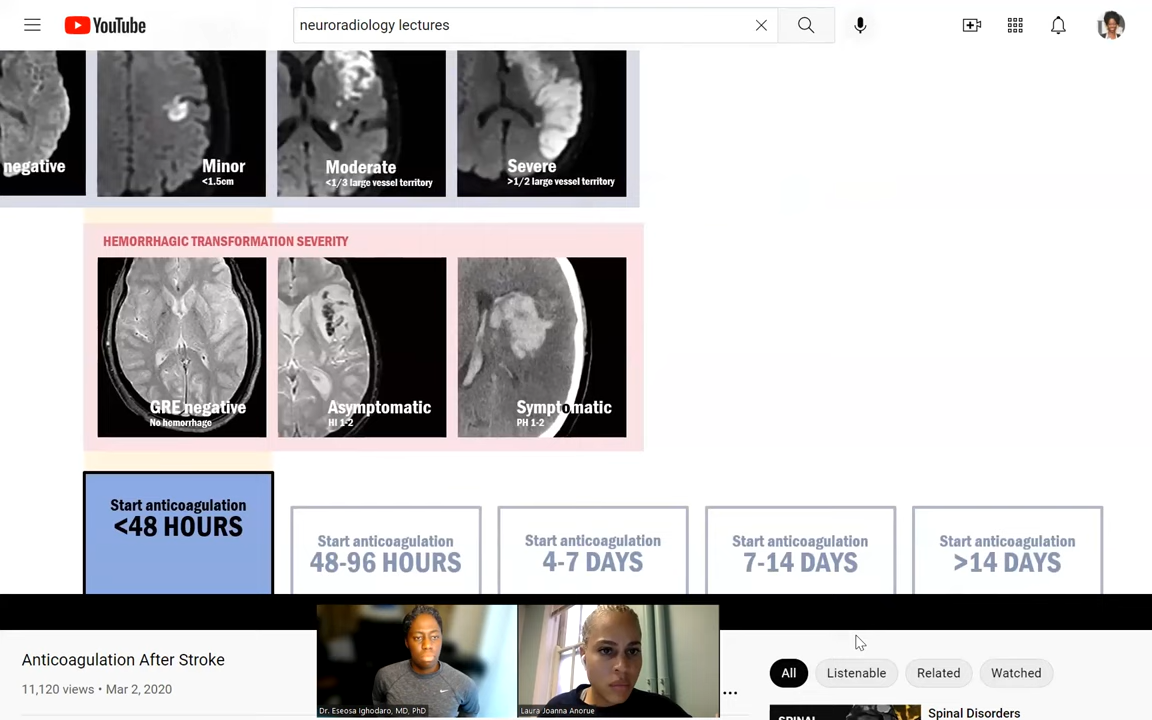 YouTube
neuroradiology lectures
negative
Minor
<1.5cm
Moderate
<1/3 large vessel territory
Severe
>1/2 large vessel territory
HEMORRHAGIC TRANSFORMATION SEVERITY
GRE negative
No hemorrhage
Asymptomatic
HI 1-2
Symptomatic
PH 1-2
Start anticoagulation
<48 HOURS
Start anticoagulation
48-96 HOURS
Start anticoagulation
4-7 DAYS
Start anticoagulation
7-14 DAYS
Start anticoagulation
>14 DAYS
Dr. Eseosa Ighodaro, MD, PhD
Laura Joanna Anorue
Anticoagulation After Stroke
11,120 views • Mar 2, 2020
All
Listenable
Related
Watched
SPINAL
Spinal Disorders